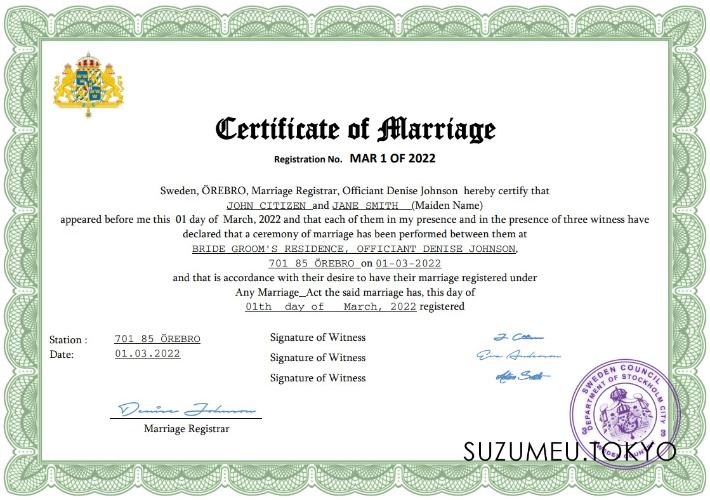 Certificate of Marriage
Registration No. MAR 1 OF 2022
Sweden, ÖREBRO, Marriage Registrar, Officiant Denise Johnson hereby certify that
JOHN CITIZEN and JANE SMITH (Maiden Name)
appeared before me this 01 day of March, 2022 and that each of them in my presence and in the presence of three witness have
declared that a ceremony of marriage has been performed between them at
BRIDE GROOM'S RESIDENCE, OFFICIANT DENISE JOHNSON,
701 85 ÖREBRO on 01-03-2022
and that is accordance with their desire to have their marriage registered under
Any Marriage_Act the said marriage has, this day of
01th day of March, 2022 registered
Station : 701 85 ÖREBRO
Date: 01.03.2022
Signature of Witness J. Citizen
Signature of Witness Eva Anderson
Signature of Witness
Denise Johnson
Marriage Registrar
SWEDEN COUNCIL
DEPARTMENT OF STOCKHOLM CITY
SUZUMEU.TOKYO